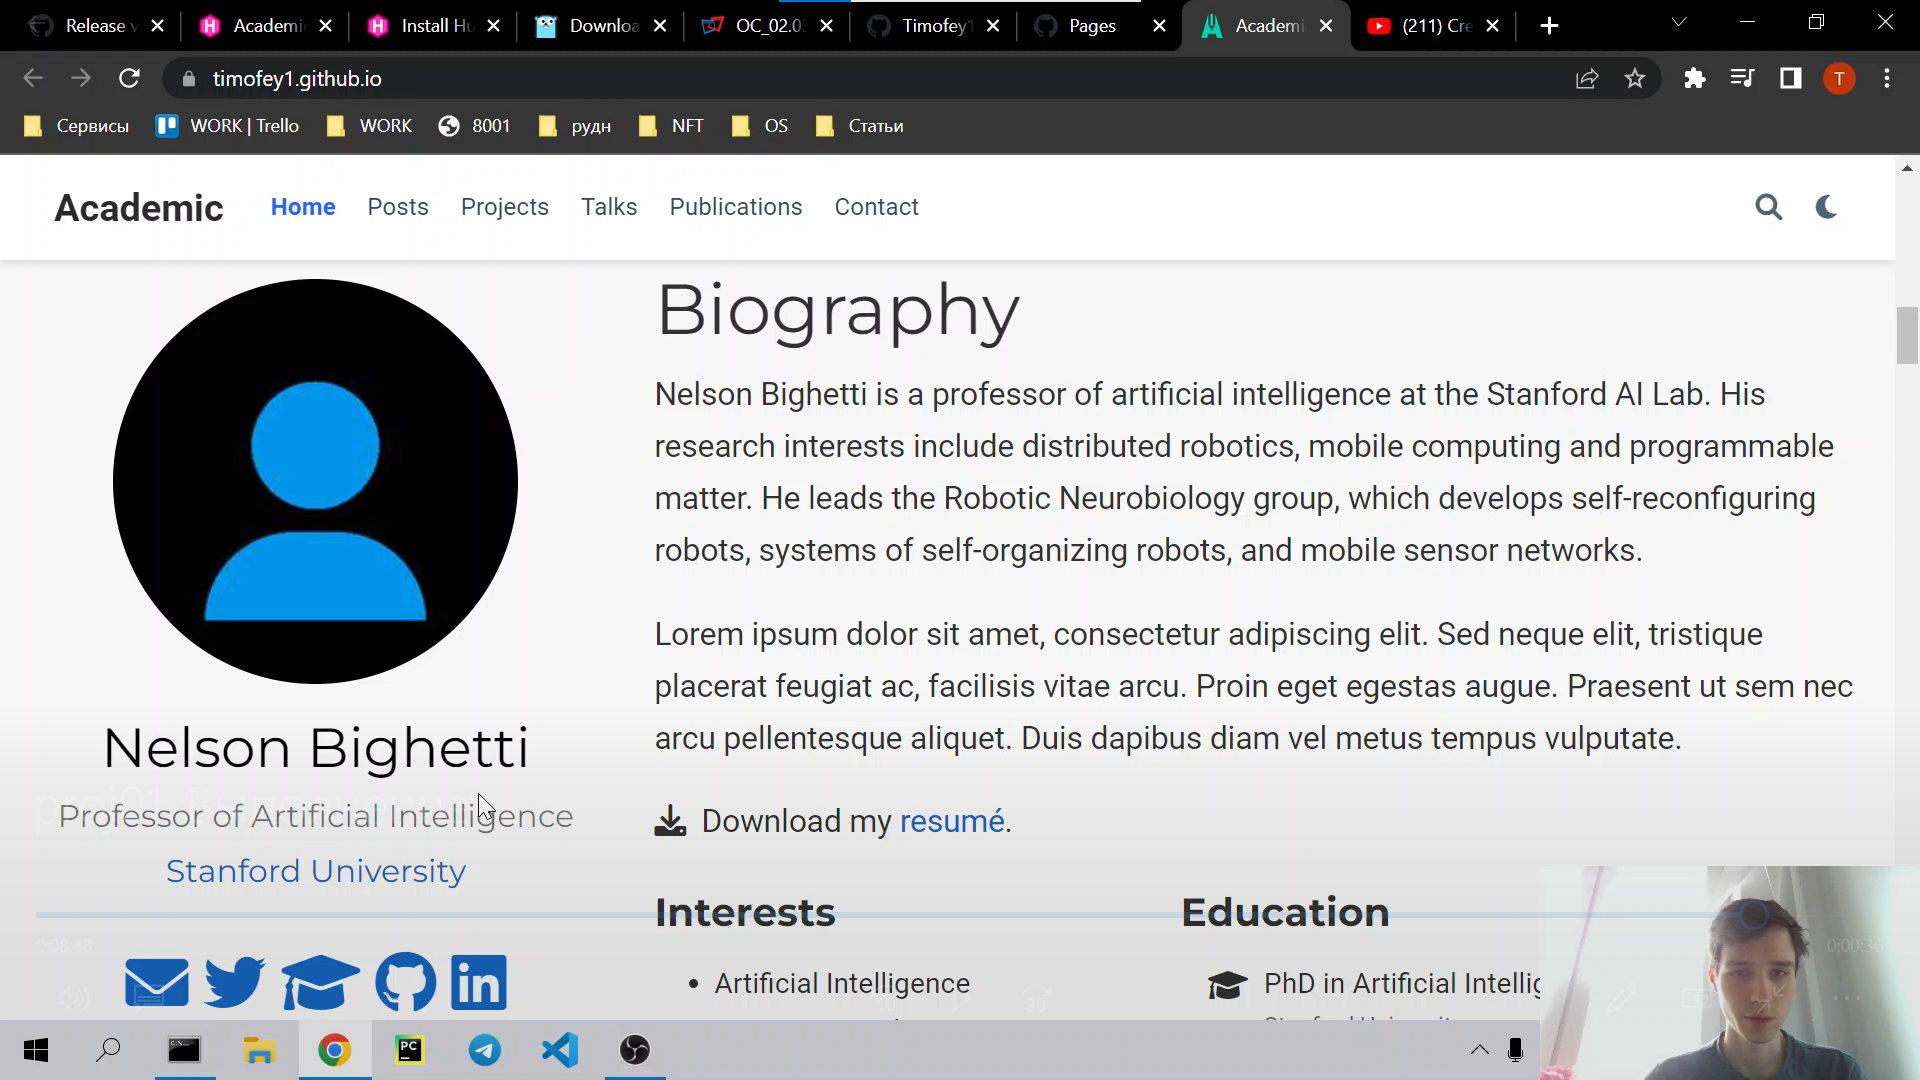 Release v
Academi
Install Hu
Downloa
OC_02.03
Timofey1
Pages
Academi
(211) Cre
timofey1.github.io
T
Сервисы
WORK | Trello
WORK
8001
рудн
NFT
OS
Статьи
Academic
Home
Posts
Projects
Talks
Publications
Contact
Biography
Nelson Bighetti is a professor of artificial intelligence at the Stanford AI Lab. His
research interests include distributed robotics, mobile computing and programmable
matter. He leads the Robotic Neurobiology group, which develops self-reconfiguring
robots, systems of self-organizing robots, and mobile sensor networks.
Lorem ipsum dolor sit amet, consectetur adipiscing elit. Sed neque elit, tristique
placerat feugiat ac, facilisis vitae arcu. Proin eget egestas augue. Praesent ut sem nec
arcu pellentesque aliquet. Duis dapibus diam vel metus tempus vulputate.
Download my resumé.
Nelson Bighetti
Professor of Artificial Intelligence
Stanford University
Interests
Artificial Intelligence
Education
PhD in Artificial Intellig
0:08:48
10
30
PC